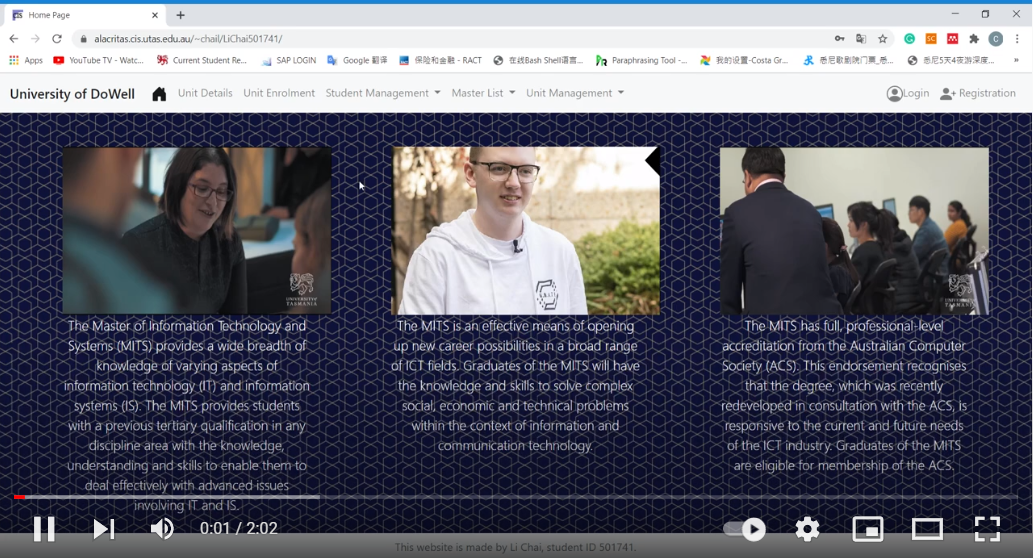 Home Page
alacritas.cis.utas.edu.au/~chail/LiChai501741/
Apps YouTube TV - Watc... Current Student Re... SAP LOGIN Google 翻译 保险和金融 - RACT 在线Bash Shell语言... Paraphrasing Tool -... 我的设置-Costa Gr... 悉尼歌剧院门票_悉... 悉尼5天4夜游深度...
University of DoWell Unit Details Unit Enrolment Student Management Master List Unit Management Login Registration
UNIVERSITY of
TASMANIA
The Master of Information Technology and
Systems (MITS) provides a wide breadth of
knowledge of varying aspects of
information technology (IT) and information
systems (IS). The MITS provides students
with a previous tertiary qualification in any
discipline area with the knowledge,
understanding and skills to enable them to
deal effectively with advanced issues
involving IT and IS.
The MITS is an effective means of opening
up new career possibilities in a broad range
of ICT fields. Graduates of the MITS will have
the knowledge and skills to solve complex
social, economic and technical problems
within the context of information and
communication technology.
UNIVERSITY of
TASMANIA
The MITS has full, professional-level
accreditation from the Australian Computer
Society (ACS). This endorsement recognises
that the degree, which was recently
redeveloped in consultation with the ACS, is
responsive to the current and future needs
of the ICT industry. Graduates of the MITS
are eligible for membership of the ACS.
0:01 / 2:02
This website is made by Li Chai, student ID 501741.